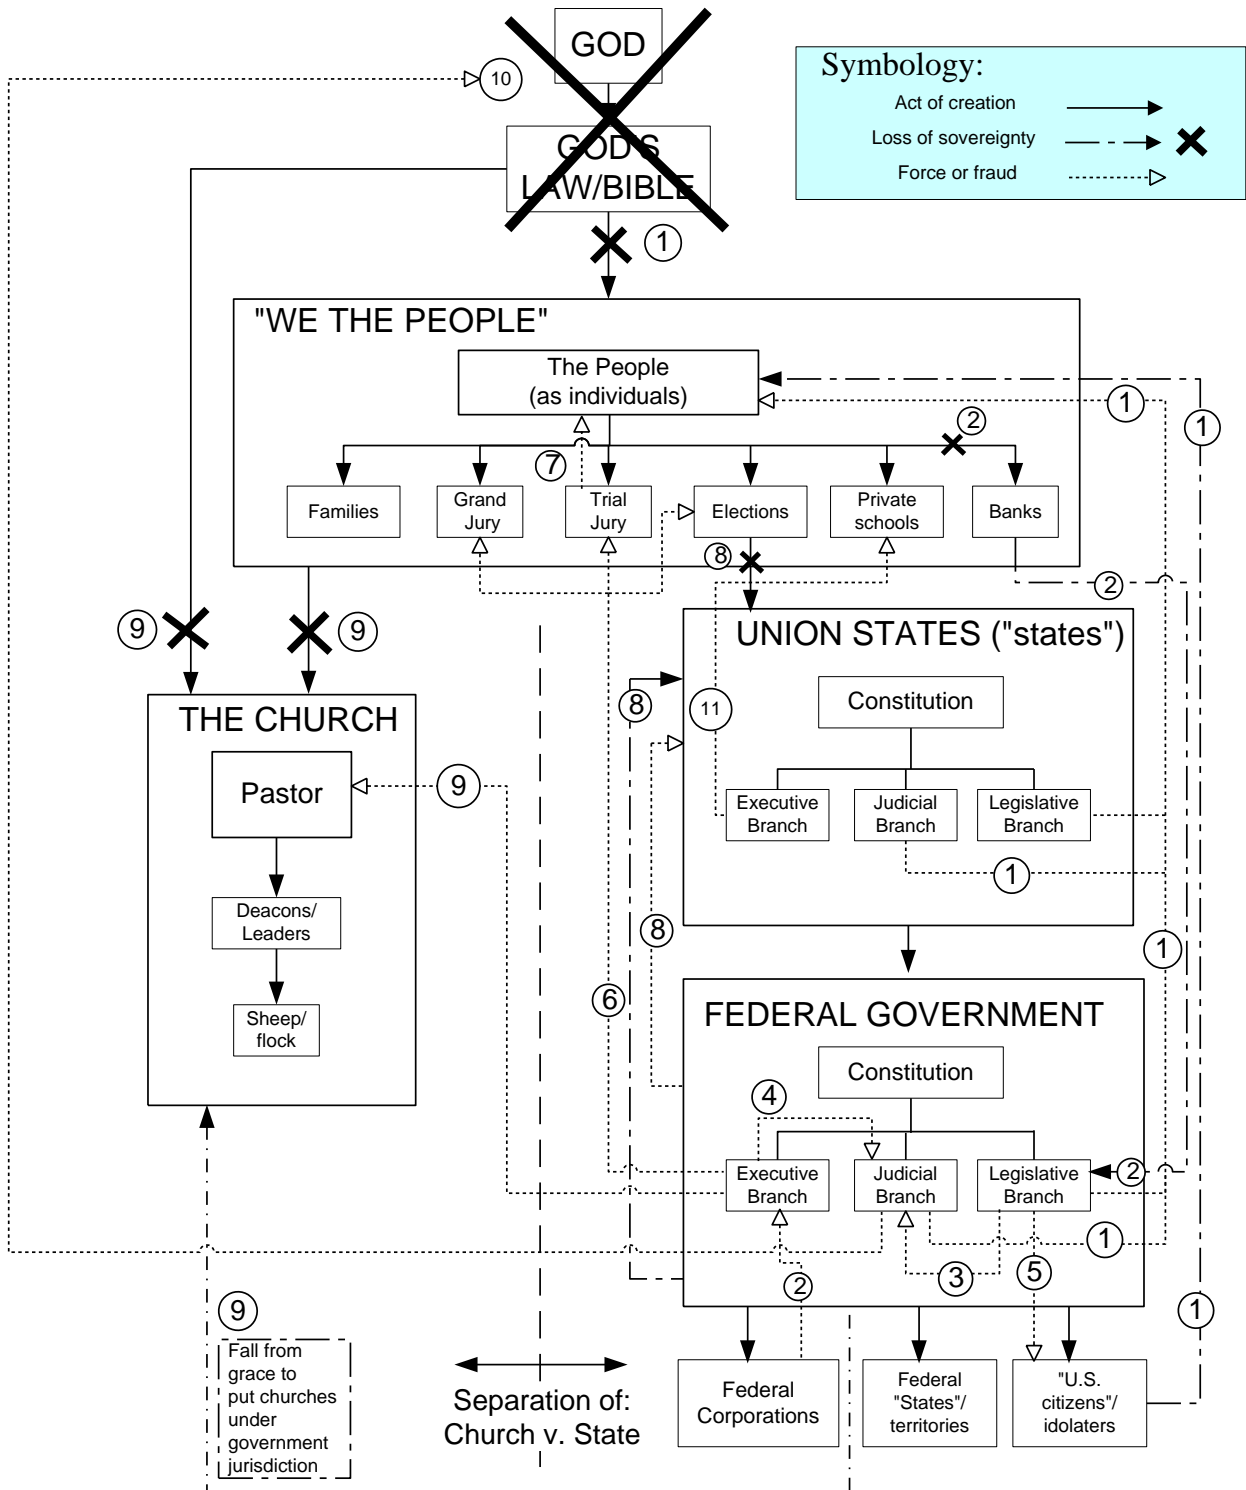 GOD
10
GOD'S
LAW/BIBLE
Symbology:
Act of creation
Loss of sovereignty
Force or fraud
1
"WE THE PEOPLE"
The People
(as individuals)
1
1
2
7
Families
Grand
Jury
Trial
Jury
Elections
Private
schools
Banks
8
2
9
9
UNION STATES ("states")
8
11
Constitution
THE CHURCH
Pastor
9
Executive
Branch
Judicial
Branch
Legislative
Branch
1
Deacons/
Leaders
8
1
6
Sheep/
flock
FEDERAL GOVERNMENT
Constitution
4
Executive
Branch
Judicial
Branch
Legislative
Branch
2
1
3
5
2
9
1
Fall from
grace to
put churches
under
government
jurisdiction
Separation of:
Church v. State
Federal
Corporations
Federal
"States"/
territories
"U.S.
citizens"/
idolaters